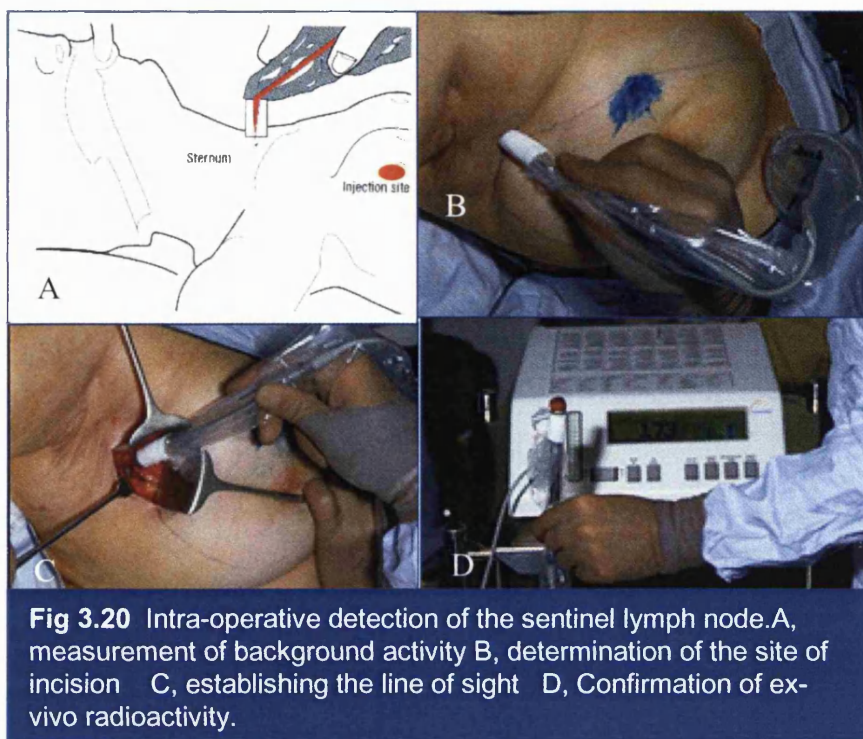 Sternum
Injection site
A
B
C
D
Fig 3.20 Intra-operative detection of the sentinel lymph node.A,
measurement of background activity B, determination of the site of
incision C, establishing the line of sight D, Confirmation of ex-
vivo radioactivity.